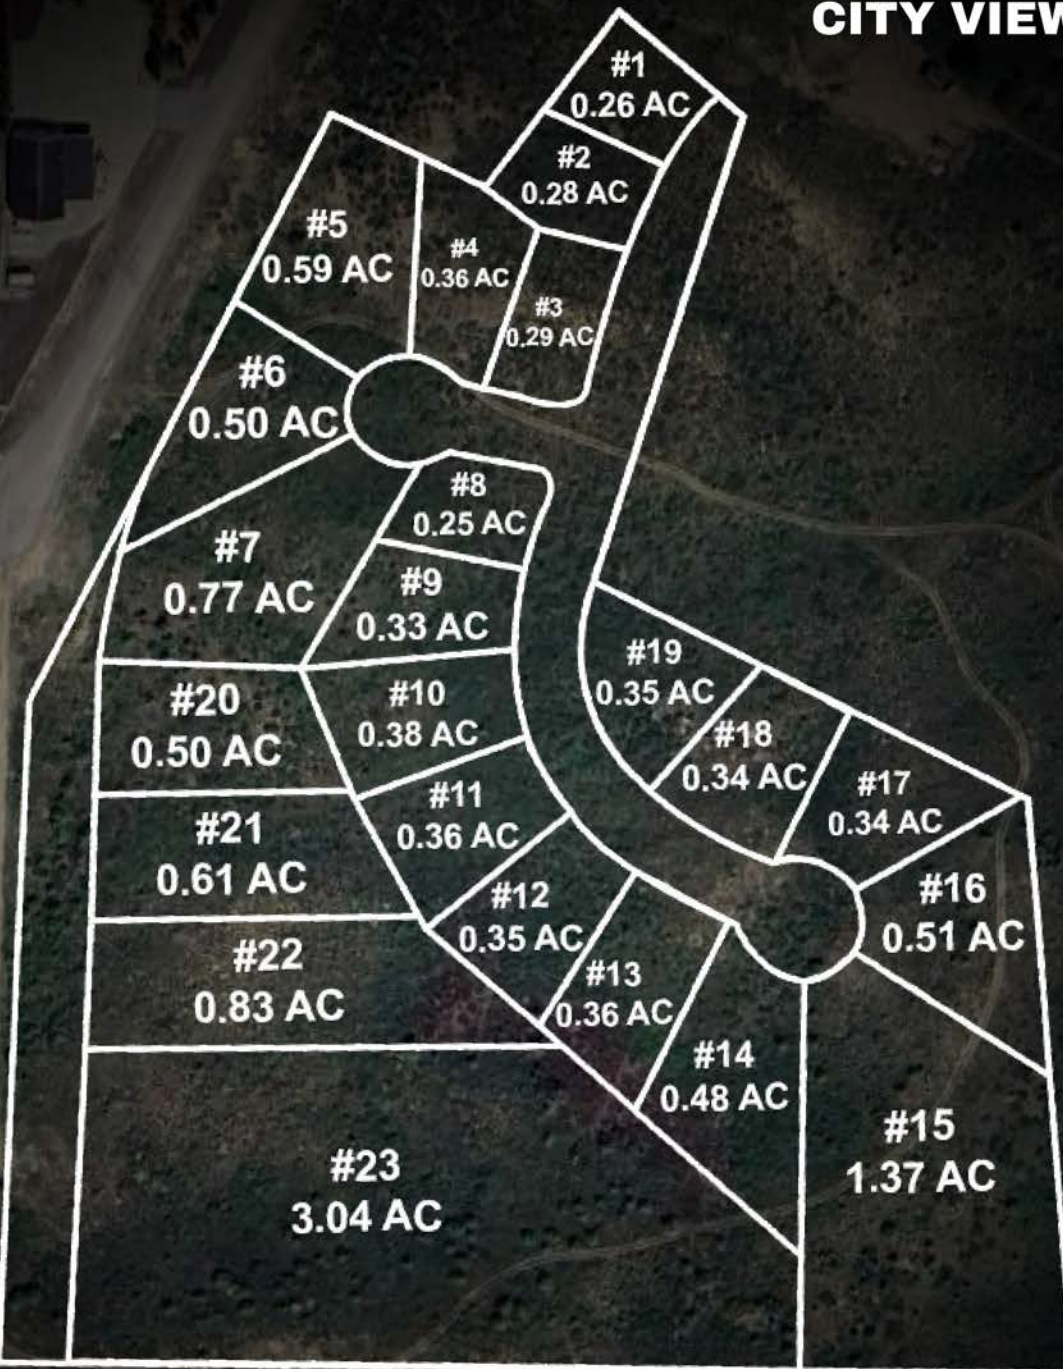 CITY VIEW
#1
0.26 AC
#2
0.28 AC
#5
0.59 AC
#4
0.36 AC
#3
0.29 AC
#6
0.50 AC
#8
0.25 AC
#7
0.77 AC
#9
0.33 AC
#19
0.35 AC
#20
0.50 AC
#10
0.38 AC
#18
0.34 AC
#17
0.34 AC
#11
0.36 AC
#21
0.61 AC
#12
0.35 AC
#16
0.51 AC
#22
0.83 AC
#13
0.36 AC
#14
0.48 AC
#15
1.37 AC
#23
3.04 AC